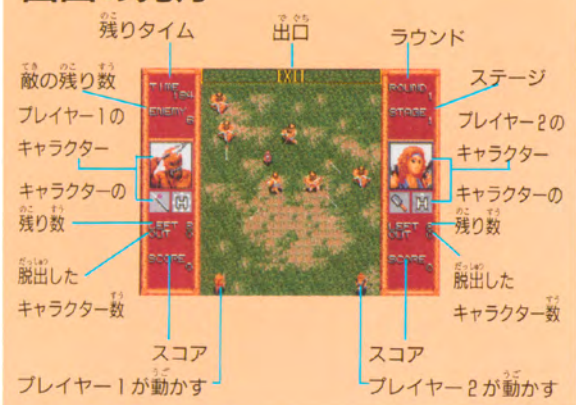 残りタイム
出口
ラウンド
敵の残り数
ステージ
プレイヤー1の
キャラクター
プレイヤー2の
キャラクター
キャラクターの
残り数
キャラクターの
残り数
脱出した
キャラクター数
脱出した
キャラクター数
スコア
スコア
プレイヤー1が動かす
プレイヤー2が動かす
EXIT
TIME
ENEMY
8
ROUND
1
STAGE
1
H
H
LEFT
OUT
SCORE
LEFT
OUT
SCORE